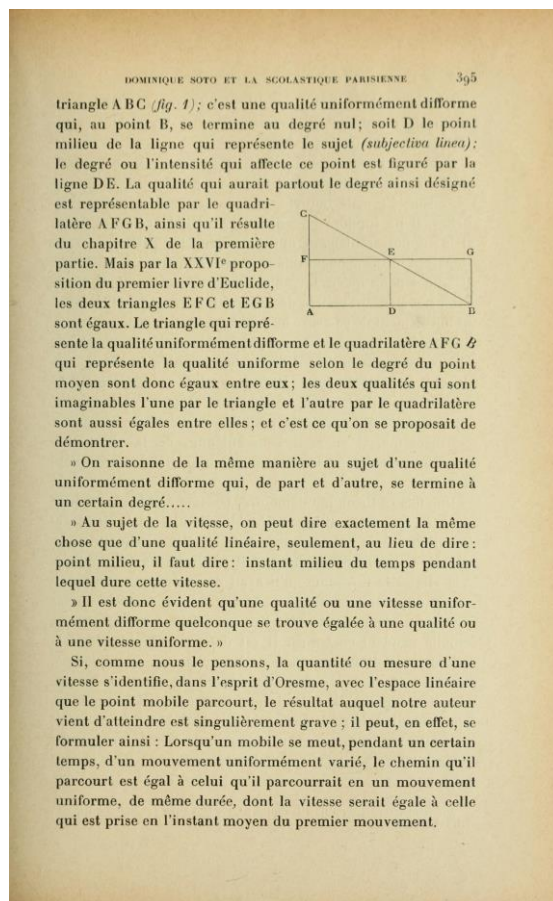 DOMINIQUE SOTO ET LA SCOLASTIQUE PARISIENNE 395
triangle A B C (fig. 1); c'est une qualité uniformément difforme
qui, au point B, se termine au degré nul; soit D le point
milieu de la ligne qui représente le sujet (subjectiva linea);
le degré ou l'intensité qui affecte ce point est figuré par la
ligne DE. La qualité qui aurait partout le degré ainsi désigné
est représentable par le quadri-
latère A F G B, ainsi qu'il résulte
du chapitre X de la première
partie. Mais par la XXVIe propo-
sition du premier livre d'Euclide,
les deux triangles E F C et E G B
sont égaux. Le triangle qui repré-
C
F
E
G
A
D
B
sente la qualité uniformément difforme et le quadrilatère A F G B
qui représente la qualité uniforme selon le degré du point
moyen sont donc égaux entre eux; les deux qualités qui sont
imaginables l'une par le triangle et l'autre par le quadrilatère
sont aussi égales entre elles; et c'est ce qu'on se proposait de
démontrer.
» On raisonne de la même manière au sujet d'une qualité
uniformément difforme qui, de part et d'autre, se termine à
un certain degré.....
» Au sujet de la vitesse, on peut dire exactement la même
chose que d'une qualité linéaire, seulement, au lieu de dire:
point milieu, il faut dire: instant milieu du temps pendant
lequel dure cette vitesse.
» Il est donc évident qu'une qualité ou une vitesse unifor-
mément difforme quelconque se trouve égalée à une qualité ou
à une vitesse uniforme. »
Si, comme nous le pensons, la quantité ou mesure d'une
vitesse s'identifie, dans l'esprit d'Oresme, avec l'espace linéaire
que le point mobile parcourt, le résultat auquel notre auteur
vient d'atteindre est singulièrement grave; il peut, en effet, se
formuler ainsi : Lorsqu'un mobile se meut, pendant un certain
temps, d'un mouvement uniformément varié, le chemin qu'il
parcourt est égal à celui qu'il parcourrait en un mouvement
uniforme, de même durée, dont la vitesse serait égale à celle
qui est prise en l'instant moyen du premier mouvement.